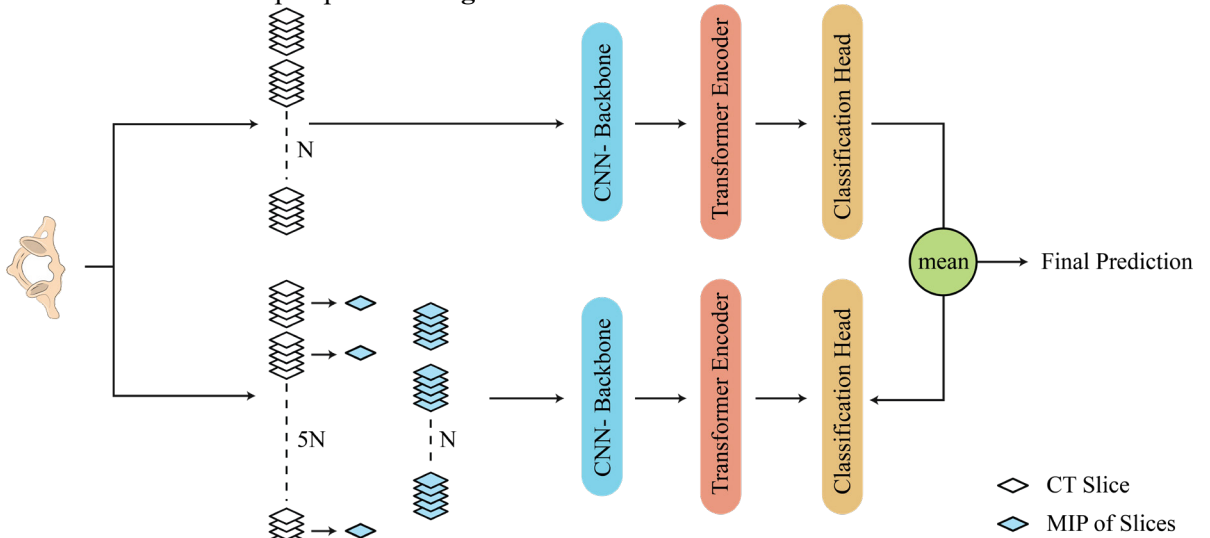 N
CNN- Backbone
Transformer Encoder
Classification Head
mean
Final Prediction
5N
N
CNN- Backbone
Transformer Encoder
Classification Head
CT Slice
MIP of Slices